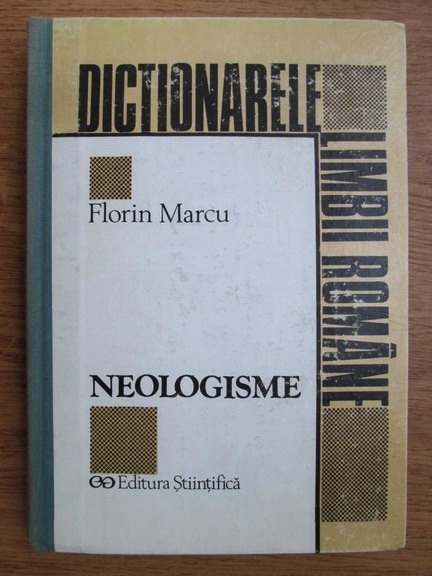 DICTIONARELE
LIMBII ROMÂNE
Florin Marcu
NEOLOGISME
Editura Științifică